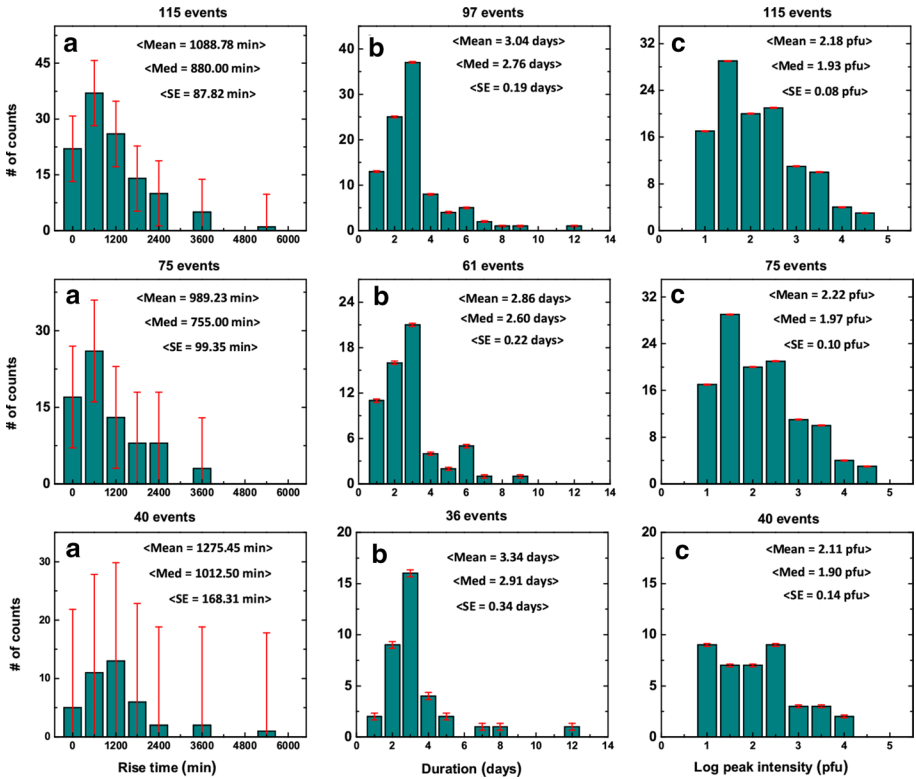 115 events
97 events
115 events
a
<Mean = 1088.78 min>
<Med = 880.00 min>
<SE = 87.82 min>
b
<Mean = 3.04 days>
<Med = 2.76 days>
<SE = 0.19 days>
c
<Mean = 2.18 pfu>
<Med = 1.93 pfu>
<SE = 0.08 pfu>
# of counts
45
30
15
0
40
30
20
10
0
32
24
16
8
0
0 1200 2400 3600 4800 6000
0 2 4 6 8 10 12 14
1 2 3 4 5
75 events
61 events
75 events
a
<Mean = 989.23 min>
<Med = 755.00 min>
<SE = 99.35 min>
b
<Mean = 2.86 days>
<Med = 2.60 days>
<SE = 0.22 days>
c
<Mean = 2.22 pfu>
<Med = 1.97 pfu>
<SE = 0.10 pfu>
# of counts
30
15
0
24
18
12
6
0
32
24
16
8
0
0 1200 2400 3600 4800 6000
0 2 4 6 8 10 12 14
1 2 3 4 5
40 events
36 events
40 events
a
<Mean = 1275.45 min>
<Med = 1012.50 min>
<SE = 168.31 min>
b
<Mean = 3.34 days>
<Med = 2.91 days>
<SE = 0.34 days>
c
<Mean = 2.11 pfu>
<Med = 1.90 pfu>
<SE = 0.14 pfu>
# of counts
30
20
10
0
20
15
10
5
0
20
15
10
5
0
0 1200 2400 3600 4800 6000
0 2 4 6 8 10 12 14
1 2 3 4 5
Rise time (min)
Duration (days)
Log peak intensity (pfu)